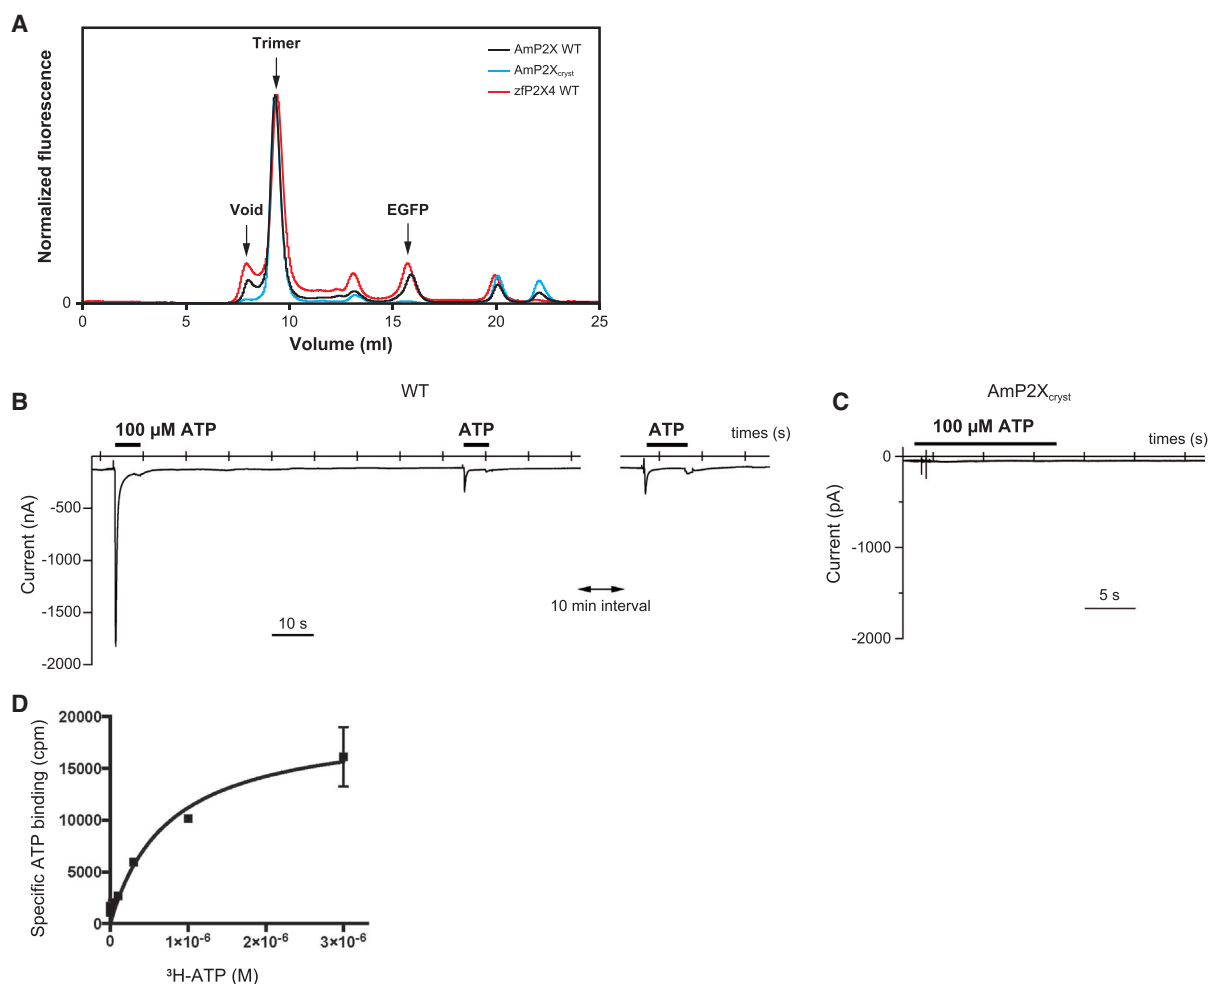 A
Trimer
AmP2X WT
AmP2Xcryst
zfP2X4 WT
Void
EGFP
Normalized fluorescence
0
0
5
10
15
20
25
Volume (ml)
B
WT
100 μM ATP
ATP
ATP
times (s)
-500
-1000
-1500
-2000
Current (nA)
10 s
10 min interval
C
AmP2Xcryst
100 μM ATP
times (s)
0
-1000
-2000
Current (pA)
5 s
D
20000
15000
10000
5000
0
Specific ATP binding (cpm)
0
1×10-6
2×10-6
3×10-6
³H-ATP (M)